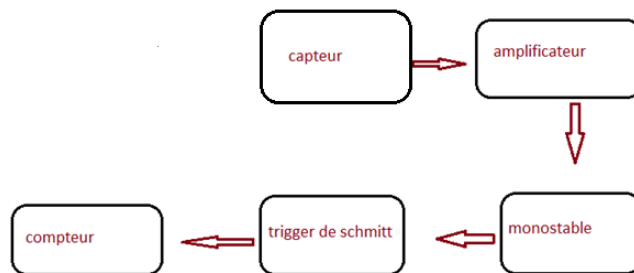 capteur
amplificateur
monostable
trigger de schmitt
compteur